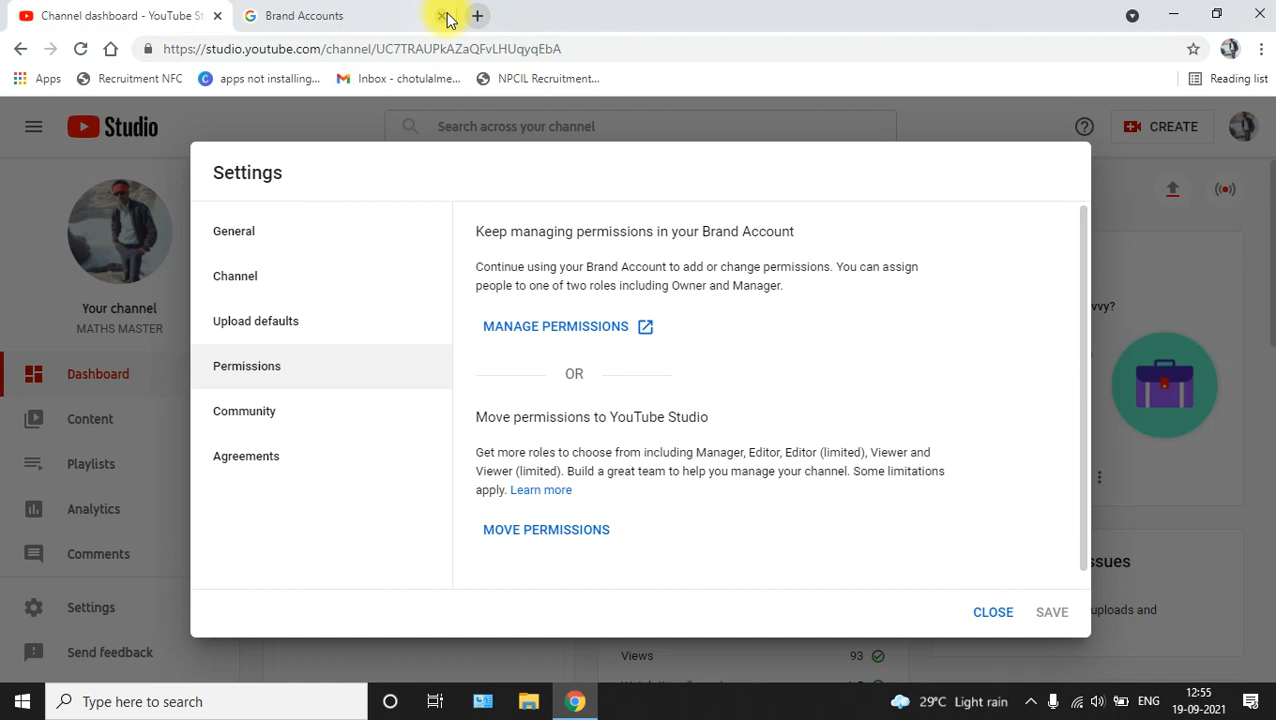 Channel dashboard - YouTube St
Brand Accounts
https://studio.youtube.com/channel/UC7TRAUPkAZaQFvLHUqyqEbA
Apps
Recruitment NFC
apps not installing...
Inbox - chotulalme...
NPCIL Recruitment...
Reading list
Studio
Search across your channel
CREATE
Settings
General
Channel
Upload defaults
Permissions
Community
Agreements
Keep managing permissions in your Brand Account
Continue using your Brand Account to add or change permissions. You can assign
people to one of two roles including Owner and Manager.
MANAGE PERMISSIONS
OR
Move permissions to YouTube Studio
Get more roles to choose from including Manager, Editor, Editor (limited), Viewer and
Viewer (limited). Build a great team to help you manage your channel. Some limitations
apply. Learn more
MOVE PERMISSIONS
CLOSE
SAVE
Your channel
MATHS MASTER
Dashboard
Content
Playlists
Analytics
Comments
Settings
Send feedback
vvy?
ssues
uploads and
Views
93
Type here to search
29°C Light rain
ENG
12:55
19-09-2021